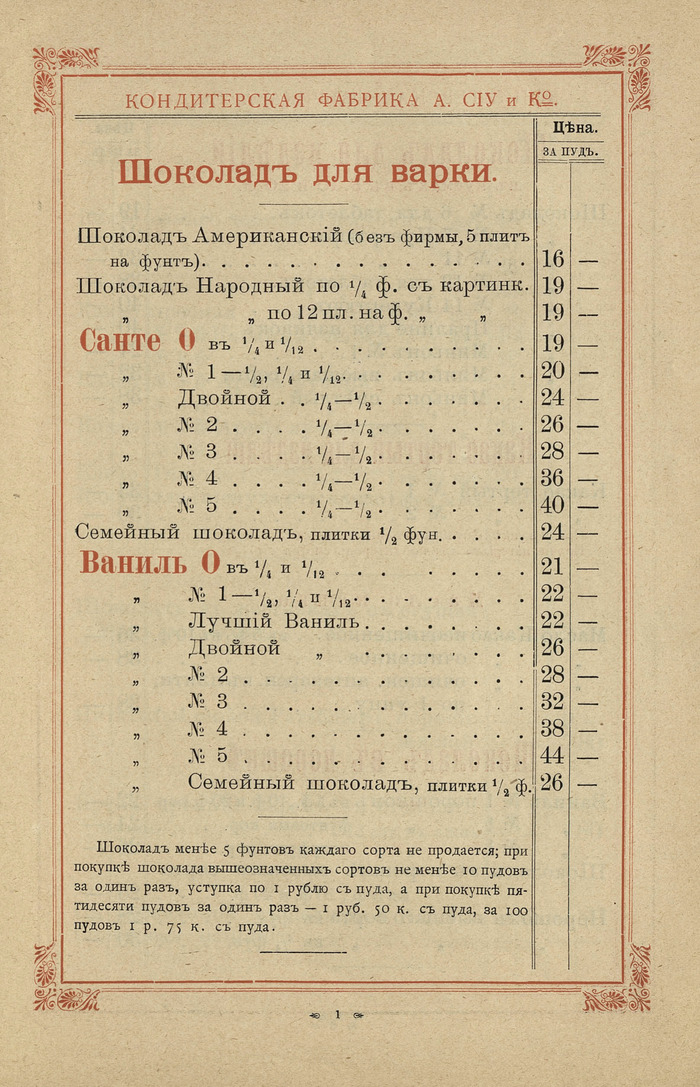 КОНДИТЕРСКАЯ ФАБРИКА А. СІУ и Ко.
Цѣна.
ЗА ПУДЪ.
Шоколадъ для варки.
Шоколадъ Американскій (безъ фирмы, 5 плитъ
на фунтъ). . . . . . . . . . . . . . 16 —
Шоколадъ Народный по 1/4 ф. съ картинк. 19 —
„ „ по 12 пл. на ф. „ „ 19 —
Санте О въ 1/4 и 1/12 . . . . . . . . . . 19 —
„ № 1—1/2, 1/4 и 1/12. . . . . . . . . 20 —
„ Двойной . . 1/4—1/2 . . . . . . . 24 —
„ № 2 . . . . 1/4—1/2 . . . . . . . 26 —
„ № 3 . . . . 1/4—1/2 . . . . . . . 28 —
„ № 4 . . . . 1/4—1/2 . . . . . . . 36 —
„ № 5 . . . . 1/4—1/2 . . . . . . . 40 —
Семейный шоколадъ, плитки 1/2 фун. . . . . 24 —
Ваниль О въ 1/4 и 1/12 . . . . . . . 21 —
„ № 1—1/2, 1/4 и 1/12. . . . . . . . . 22 —
„ Лучшій Ваниль. . . . . . . . 22 —
„ Двойной „ . . . . . . . . 26 —
„ № 2 . . . . . . . . . . . . . 28 —
„ № 3 . . . . . . . . . . . . . 32 —
„ № 4 . . . . . . . . . . . . . 38 —
„ № 5 . . . . . . . . . . . . . 44 —
„ Семейный шоколадъ, плитки 1/2 ф. 26 —
Шоколадъ менѣе 5 фунтовъ каждаго сорта не продается; при
покупкѣ шоколада вышеозначенныхъ сортовъ не менѣе 10 пудовъ
за одинъ разъ, уступка по 1 рублю съ пуда, а при покупкѣ пя-
тидесяти пудовъ за одинъ разъ — 1 руб. 50 к. съ пуда, за 100
пудовъ 1 р. 75 к. съ пуда.
1